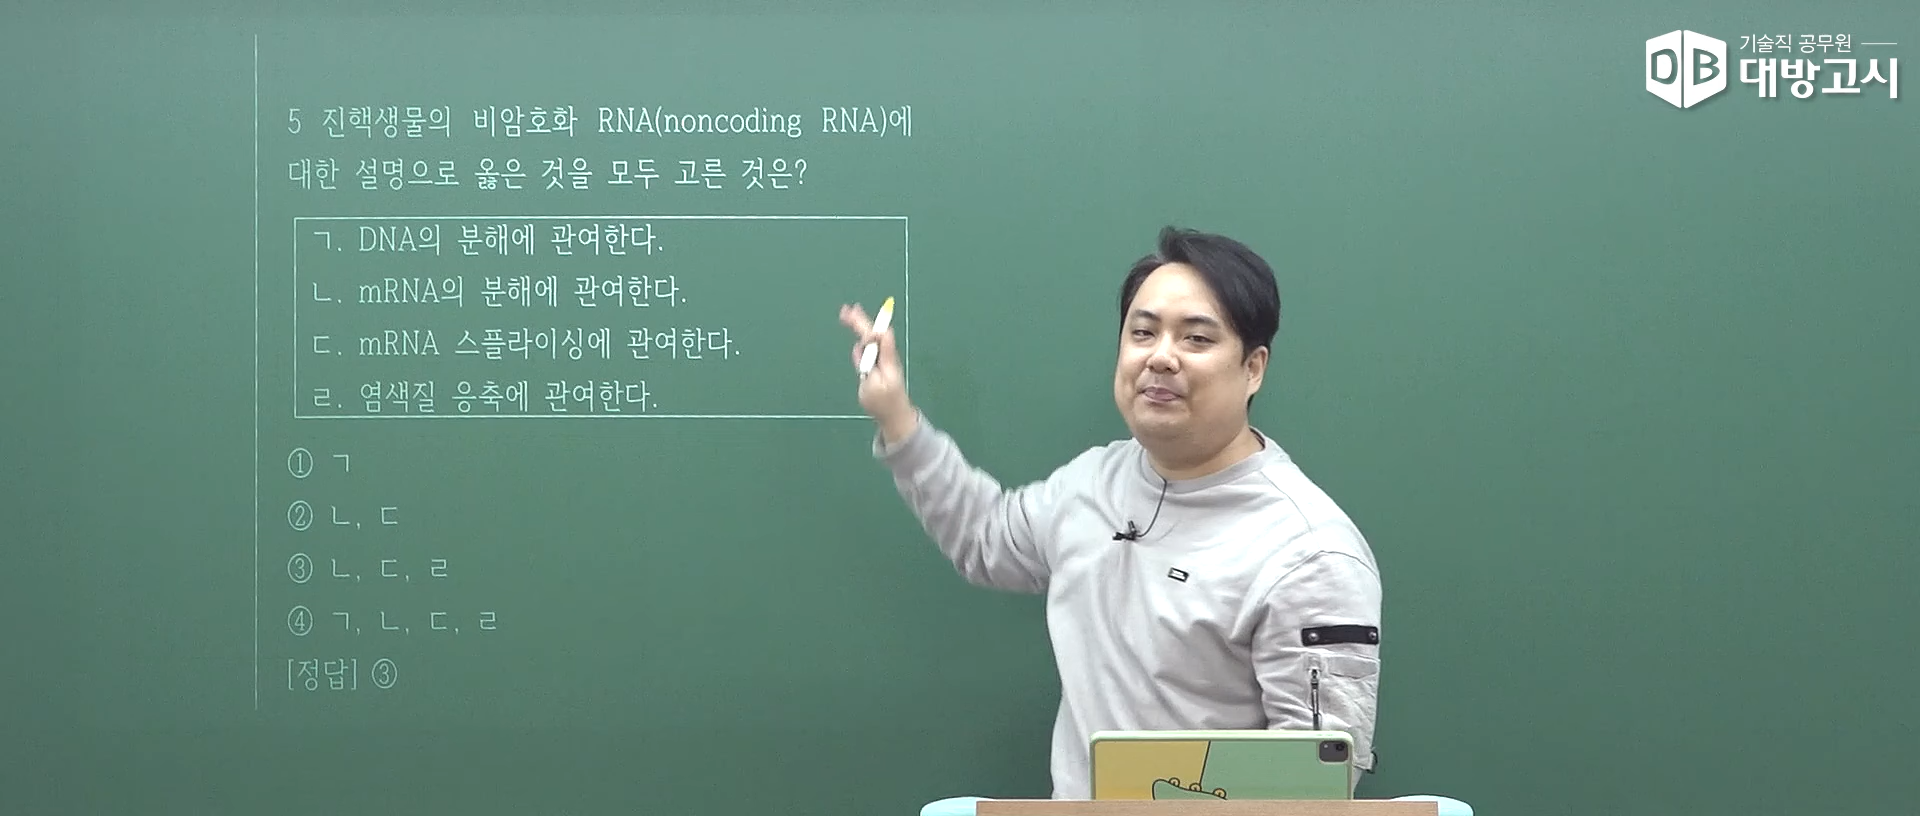 기술직 공무원
대방고시
DB
5 진핵생물의 비암호화 RNA(noncoding RNA)에
대한 설명으로 옳은 것을 모두 고른 것은?
ㄱ. DNA의 분해에 관여한다.
ㄴ. mRNA의 분해에 관여한다.
ㄷ. mRNA 스플라이싱에 관여한다.
ㄹ. 염색질 응축에 관여한다.
① ㄱ
② ㄴ, ㄷ
③ ㄴ, ㄷ, ㄹ
④ ㄱ, ㄴ, ㄷ, ㄹ
[정답] ③